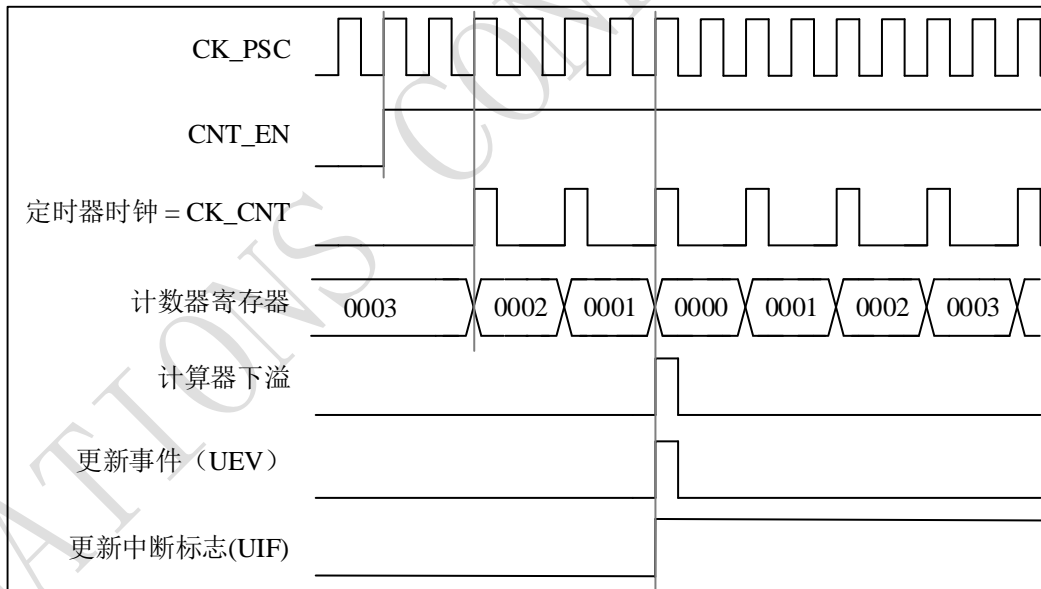 CK_PSC
CNT_EN
定时器时钟 = CK_CNT
计数器寄存器
0003 0002 0001 0000 0001 0002 0003
计算器下溢
更新事件（UEV）
更新中断标志(UIF)
ATIONS CON